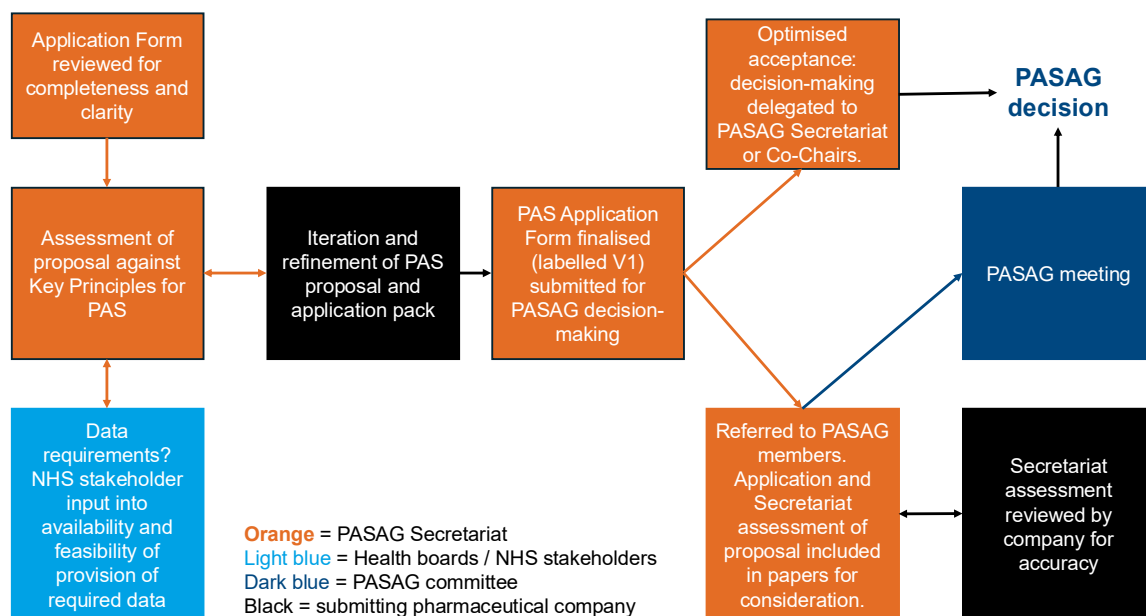 Application Form
reviewed for
completeness and
clarity
Optimised
acceptance:
decision-making
delegated to
PASAG Secretariat
or Co-Chairs.
PASAG
decision
Assessment of
proposal against
Key Principles for
PAS
Iteration and
refinement of PAS
proposal and
application pack
PAS Application
Form finalised
(labelled V1)
submitted for
PASAG decision-
making
PASAG meeting
Data
requirements?
NHS stakeholder
input into
availability and
feasibility of
provision of
required data
Referred to PASAG
members.
Application and
Secretariat
assessment of
proposal included
in papers for
consideration.
Secretariat
assessment
reviewed by
company for
accuracy
Orange = PASAG Secretariat
Light blue = Health boards / NHS stakeholders
Dark blue = PASAG committee
Black = submitting pharmaceutical company